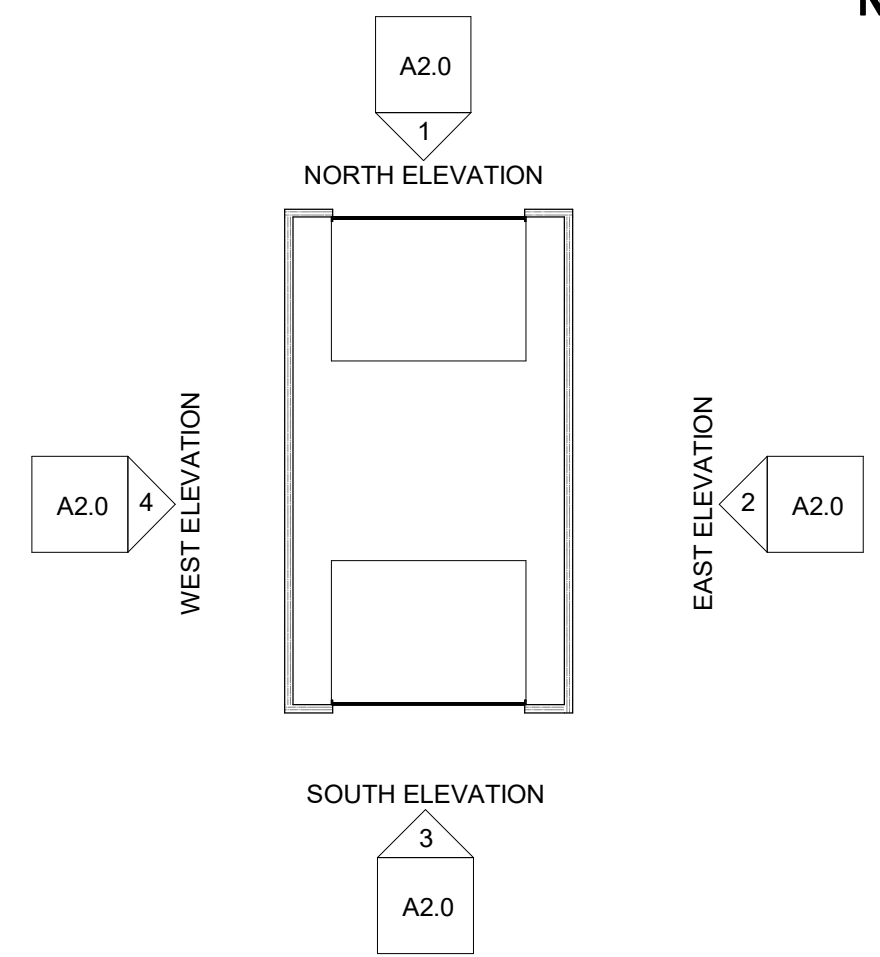 A2.0
1
NORTH ELEVATION
A2.0
4
WEST ELEVATION
EAST ELEVATION
2
A2.0
SOUTH ELEVATION
3
A2.0